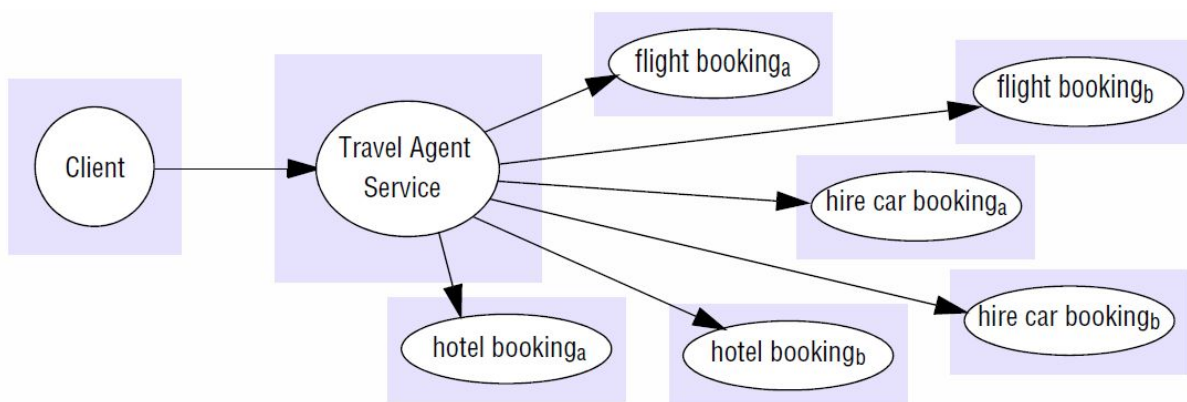 flight bookinga
flight bookingb
Client
Travel Agent
Service
hire car bookinga
hire car bookingb
hotel bookinga
hotel bookingb